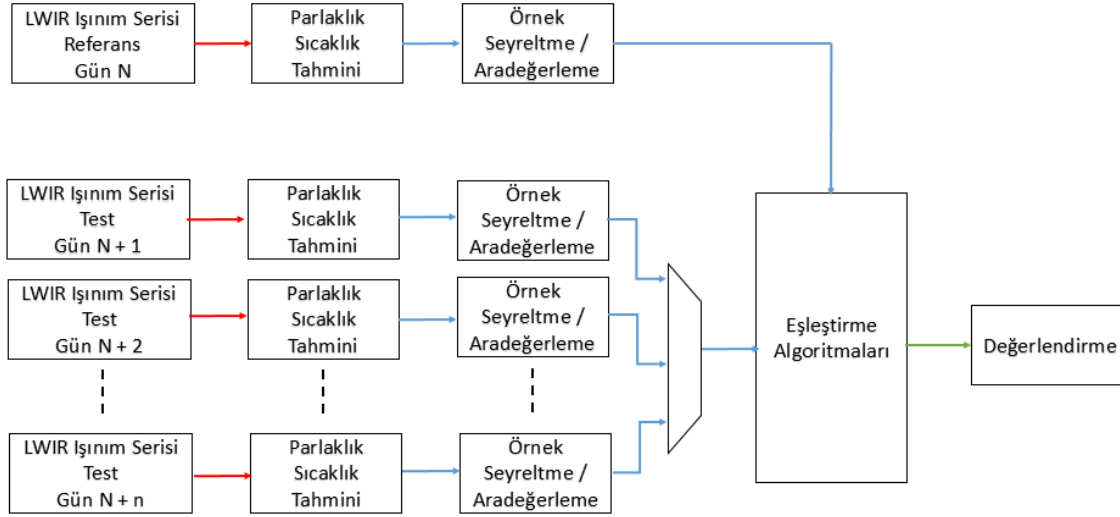 LWIR Işınım Serisi
Referans
Gün N
Parlaklık
Sıcaklık
Tahmini
Örnek
Seyreltme /
Aradeğerleme
LWIR Işınım Serisi
Test
Gün N + 1
Parlaklık
Sıcaklık
Tahmini
Örnek
Seyreltme /
Aradeğerleme
LWIR Işınım Serisi
Test
Gün N + 2
Parlaklık
Sıcaklık
Tahmini
Örnek
Seyreltme /
Aradeğerleme
LWIR Işınım Serisi
Test
Gün N + n
Parlaklık
Sıcaklık
Tahmini
Örnek
Seyreltme /
Aradeğerleme
Eşleştirme
Algoritmaları
Değerlendirme